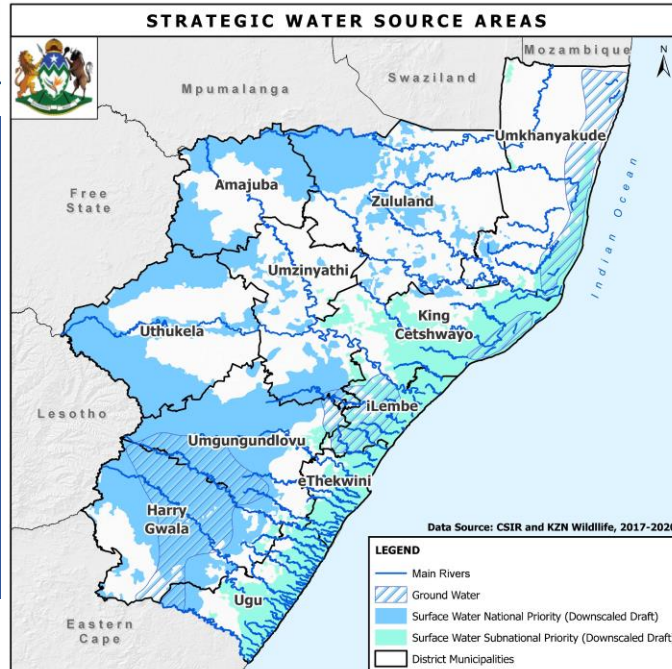 STRATEGIC WATER SOURCE AREAS
Mozambique
N
Swaziland
Mpumalanga
Umkhanyakude
Amajuba
Zululand
Free
State
Indian Ocean
Umzinyathi
King
Cetshwayo
Uthukela
iLembe
Lesotho
Umgungundlovu
eThekwini
Harry
Gwala
Ugu
Eastern
Cape
Data Source: CSIR and KZN Wildllife, 2017-2020
LEGEND
Main Rivers
Ground Water
Surface Water National Priority (Downscaled Draft)
Surface Water Subnational Priority (Downscaled Draft)
District Municipalities